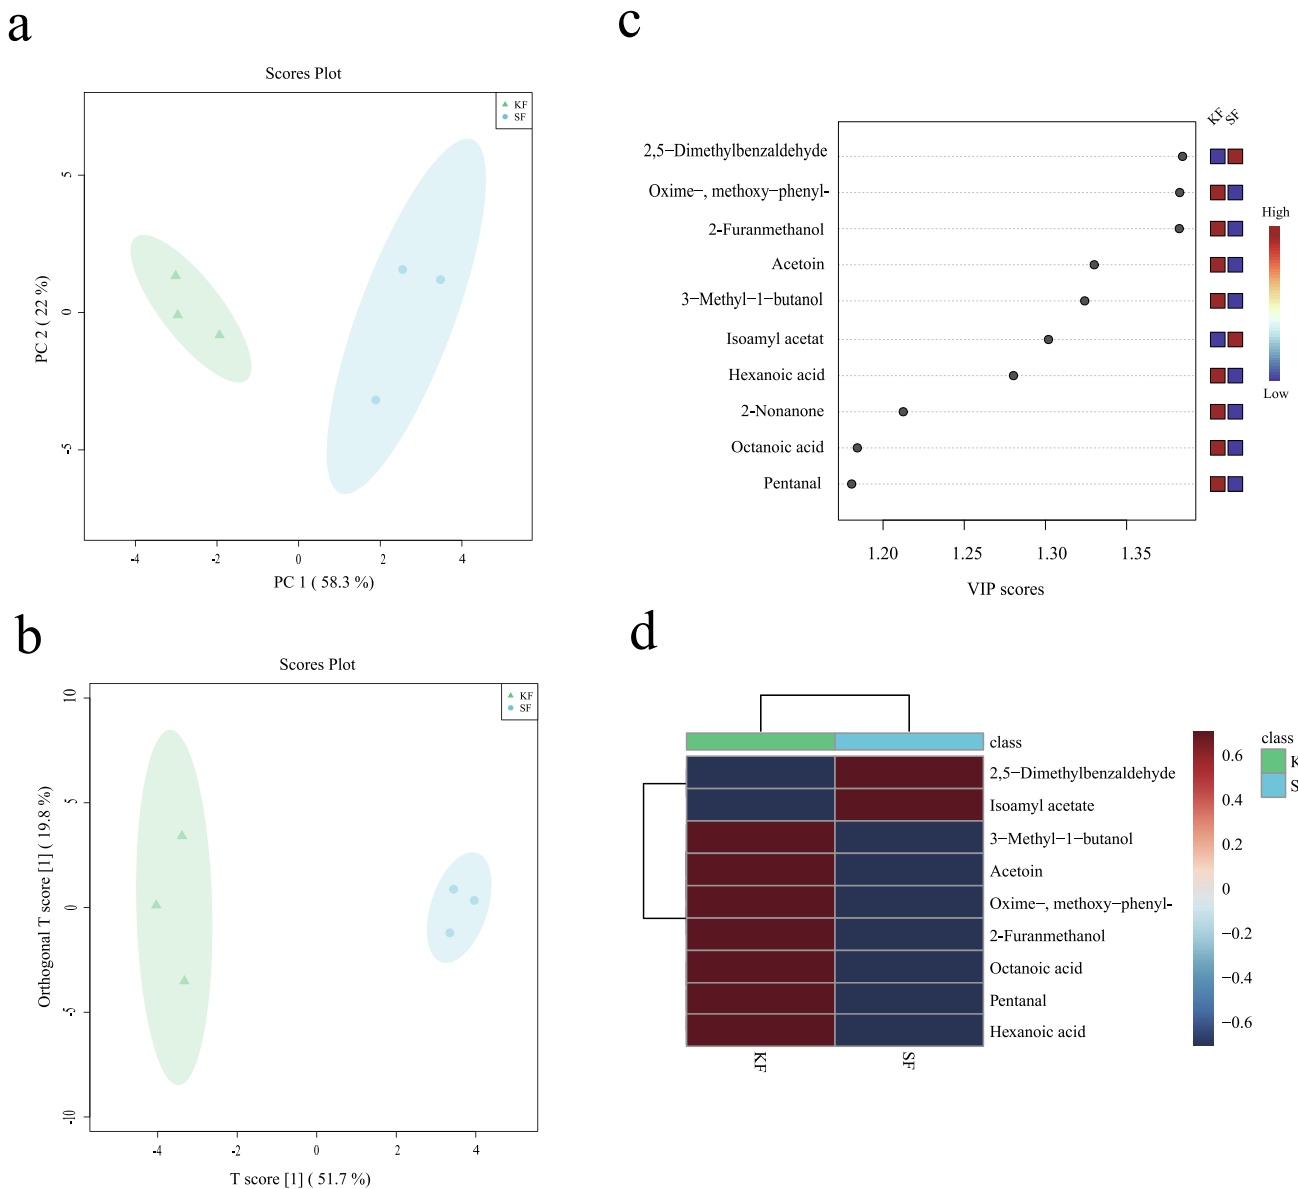 a
Scores Plot
KF
SF
PC 2 ( 22 %)
5
0
-5
-4
-2
0
2
4
PC 1 ( 58.3 %)
b
Scores Plot
KF
SF
Orthogonal T score [1] ( 19.8 %)
10
5
0
-5
-10
-4
-2
0
2
4
T score [1] ( 51.7 %)
c
KF
SF
2,5−Dimethylbenzaldehyde
Oxime−, methoxy−phenyl-
2-Furanmethanol
Acetoin
3−Methyl−1−butanol
Isoamyl acetat
Hexanoic acid
2-Nonanone
Octanoic acid
Pentanal
1.20
1.25
1.30
1.35
VIP scores
High
Low
d
class
2,5−Dimethylbenzaldehyde
Isoamyl acetate
3−Methyl−1−butanol
Acetoin
Oxime−, methoxy−phenyl-
2-Furanmethanol
Octanoic acid
Pentanal
Hexanoic acid
KF
SF
0.6
0.4
0.2
0
−0.2
−0.4
−0.6
class
K
S